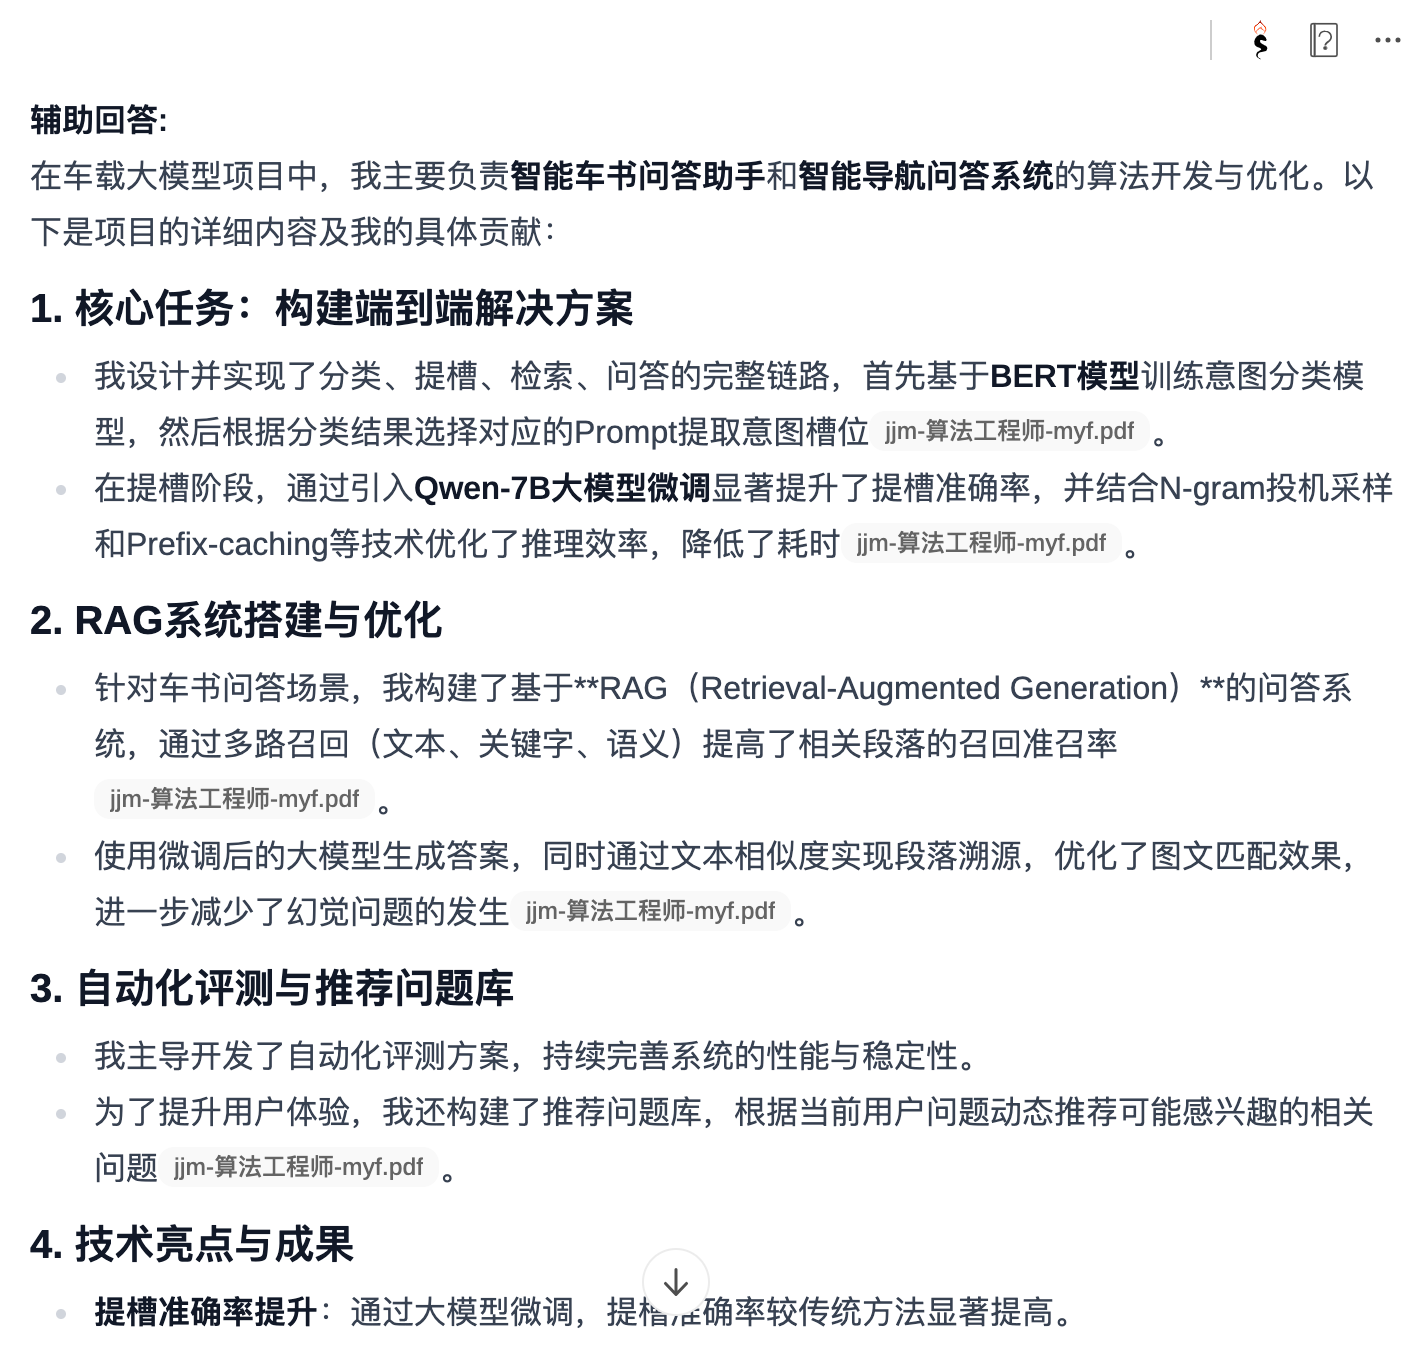 辅助回答:
在车载大模型项目中，我主要负责智能车书问答助手和智能导航问答系统的算法开发与优化。以
下是项目的详细内容及我的具体贡献：
1. 核心任务：构建端到端解决方案
我设计并实现了分类、提槽、检索、问答的完整链路，首先基于BERT模型训练意图分类模
型，然后根据分类结果选择对应的Prompt提取意图槽位 jjm-算法工程师-myf.pdf 。
在提槽阶段，通过引入Qwen-7B大模型微调显著提升了提槽准确率，并结合N-gram投机采样
和Prefix-caching等技术优化了推理效率，降低了耗时 jjm-算法工程师-myf.pdf 。
2. RAG系统搭建与优化
针对车书问答场景，我构建了基于**RAG（Retrieval-Augmented Generation）**的问答系
统，通过多路召回（文本、关键字、语义）提高了相关段落的召回准召率
jjm-算法工程师-myf.pdf 。
使用微调后的大模型生成答案，同时通过文本相似度实现段落溯源，优化了图文匹配效果，
进一步减少了幻觉问题的发生 jjm-算法工程师-myf.pdf 。
3. 自动化评测与推荐问题库
我主导开发了自动化评测方案，持续完善系统的性能与稳定性。
为了提升用户体验，我还构建了推荐问题库，根据当前用户问题动态推荐可能感兴趣的相关
问题 jjm-算法工程师-myf.pdf 。
4. 技术亮点与成果
提槽准确率提升：通过大模型微调，提槽准确率较传统方法显著提高。